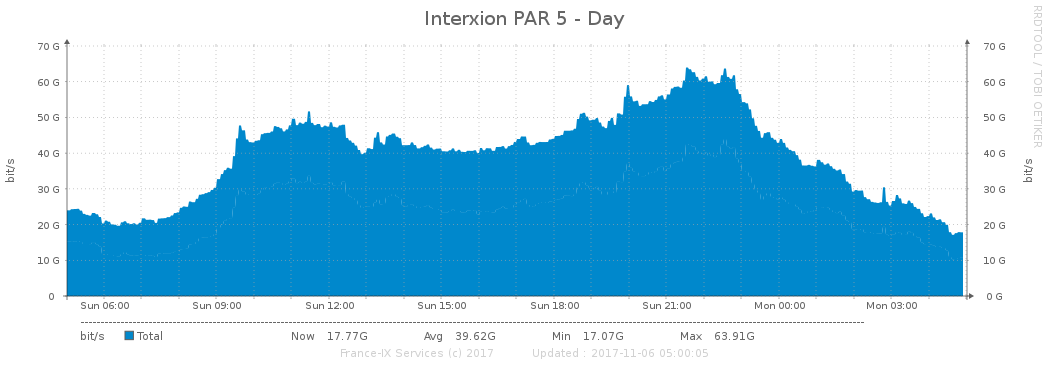 Interxion PAR 5 - Day
RRDTOOL / TOBI OETIKER
70 G 70 G
60 G 60 G
50 G 50 G
40 G 40 G
30 G 30 G
20 G 20 G
10 G 10 G
0 0 G
bit/s bit/s
Sun 06:00 Sun 09:00 Sun 12:00 Sun 15:00 Sun 18:00 Sun 21:00 Mon 00:00 Mon 03:00
bit/s Total Now 17.77G Avg 39.62G Min 17.07G Max 63.91G
France-IX Services (c) 2017 Updated : 2017-11-06 05:00:05